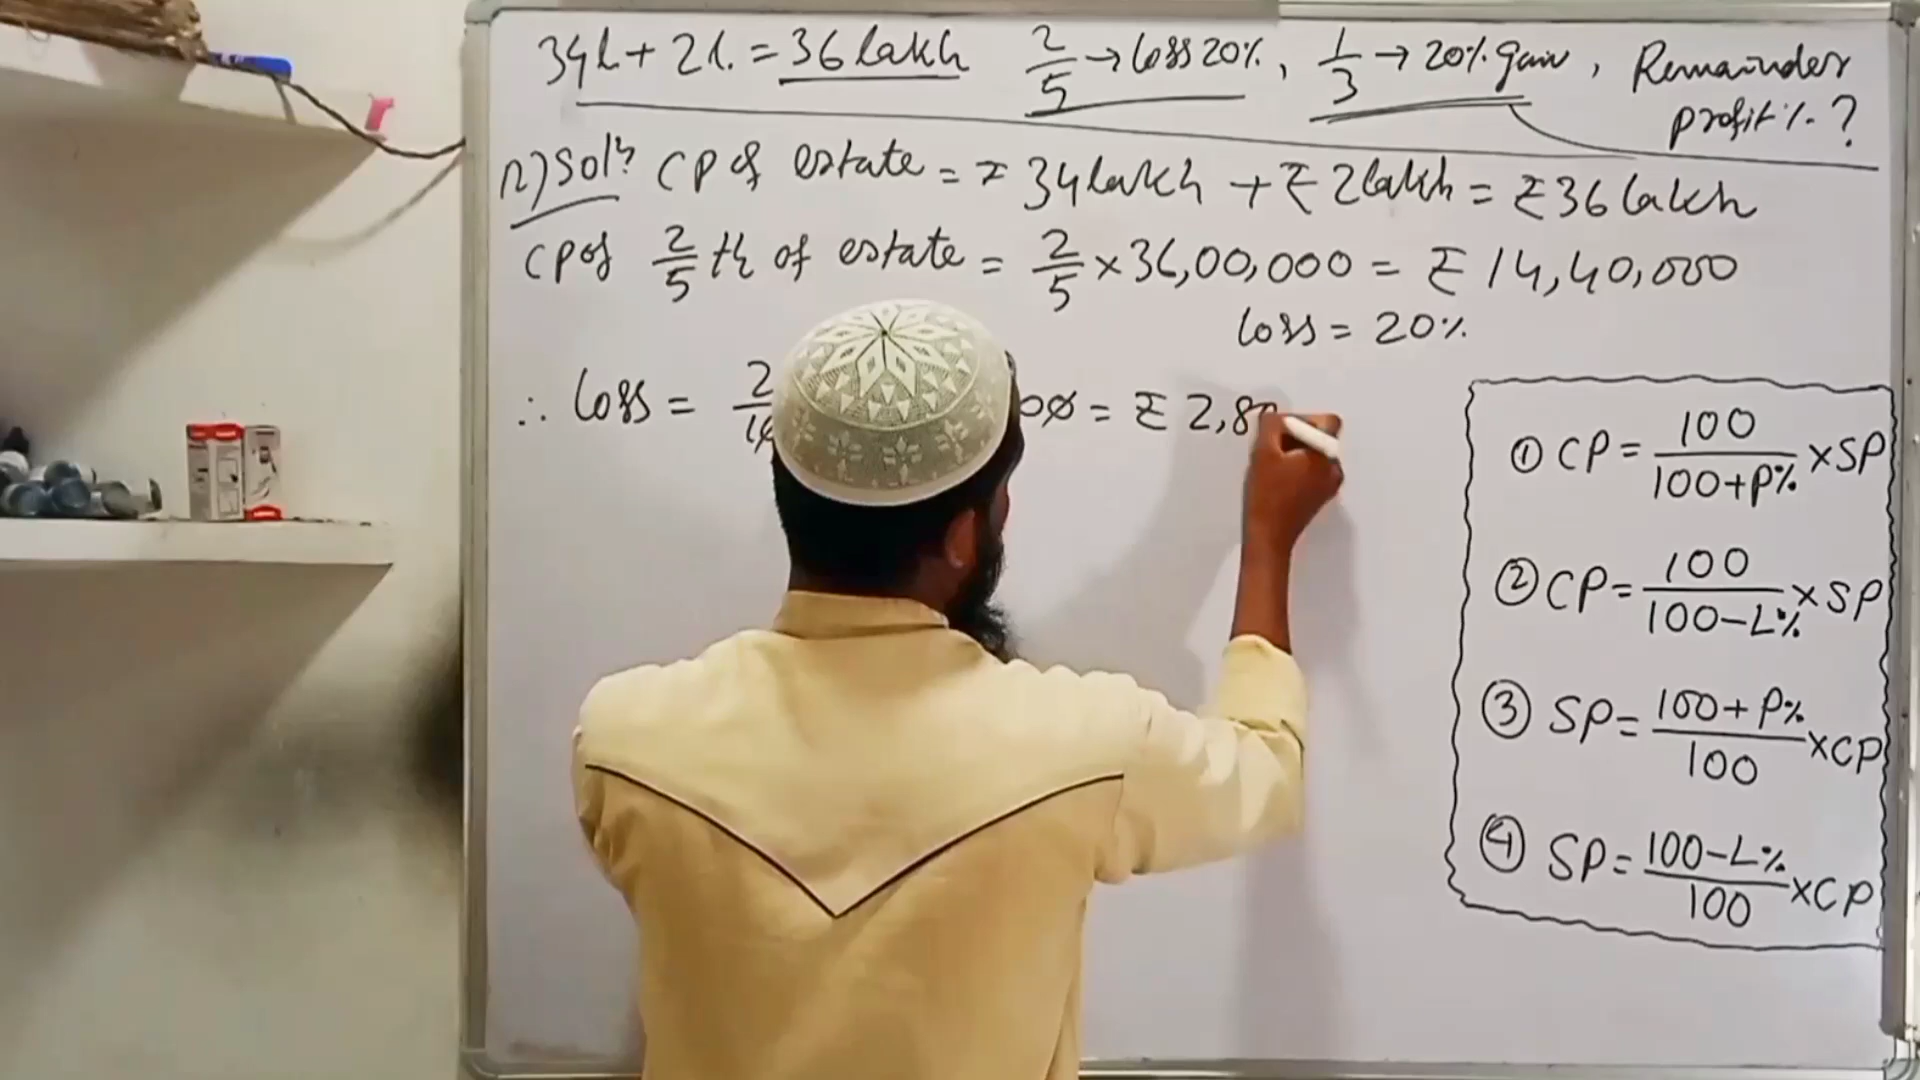 34l + 2l. = 36 lakh 2/5 → loss 20%, 1/3 → 20% gain, Remainder
profit %. ?
12) Solⁿ: CP of estate = ₹ 34 lakh + ₹ 2 lakh = ₹ 36 lakh
CP of 2/5 th of estate = 2/5 × 36,00,000 = ₹ 14,40,000
loss = 20%
∴ loss = 2 00 = ₹ 2,8
① CP = 100/100+P% × SP
② CP = 100/100-L% × SP
③ SP = 100+P%/100 × CP
④ SP = 100-L%/100 × CP